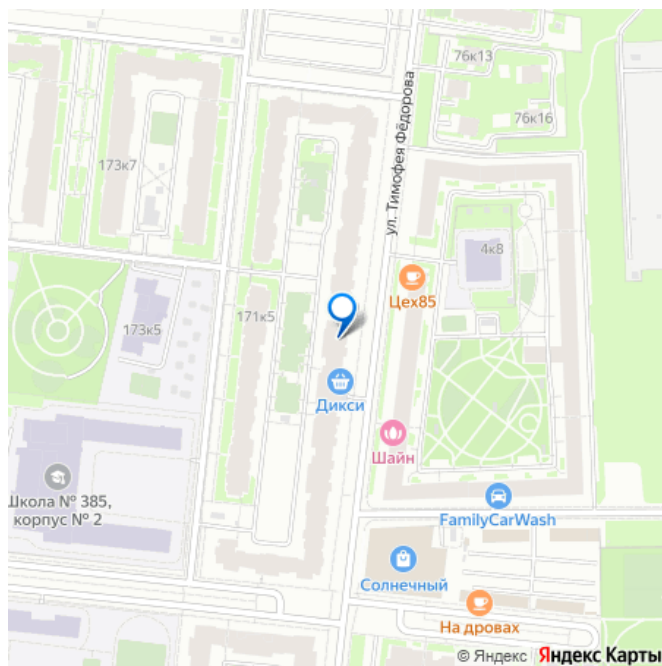 76к13
ул. Тимофея Фёдорова
76к16
173к7
4к8
Цех85
171к5
173к5
Дикси
Шайн
Школа № 385,
корпус № 2
FamilyCarWash
Солнечный
На дровах
© Яндекс Яндекс Карты